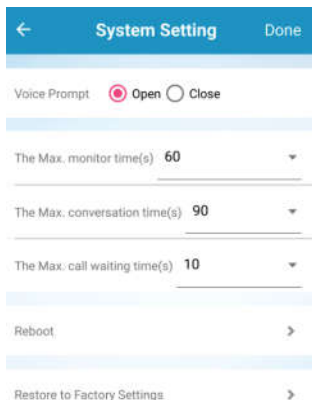 System Setting Done
Voice Prompt Open Close
The Max. monitor time(s) 60
The Max. conversation time(s) 90
The Max. call waiting time(s) 10
Reboot
Restore to Factory Settings